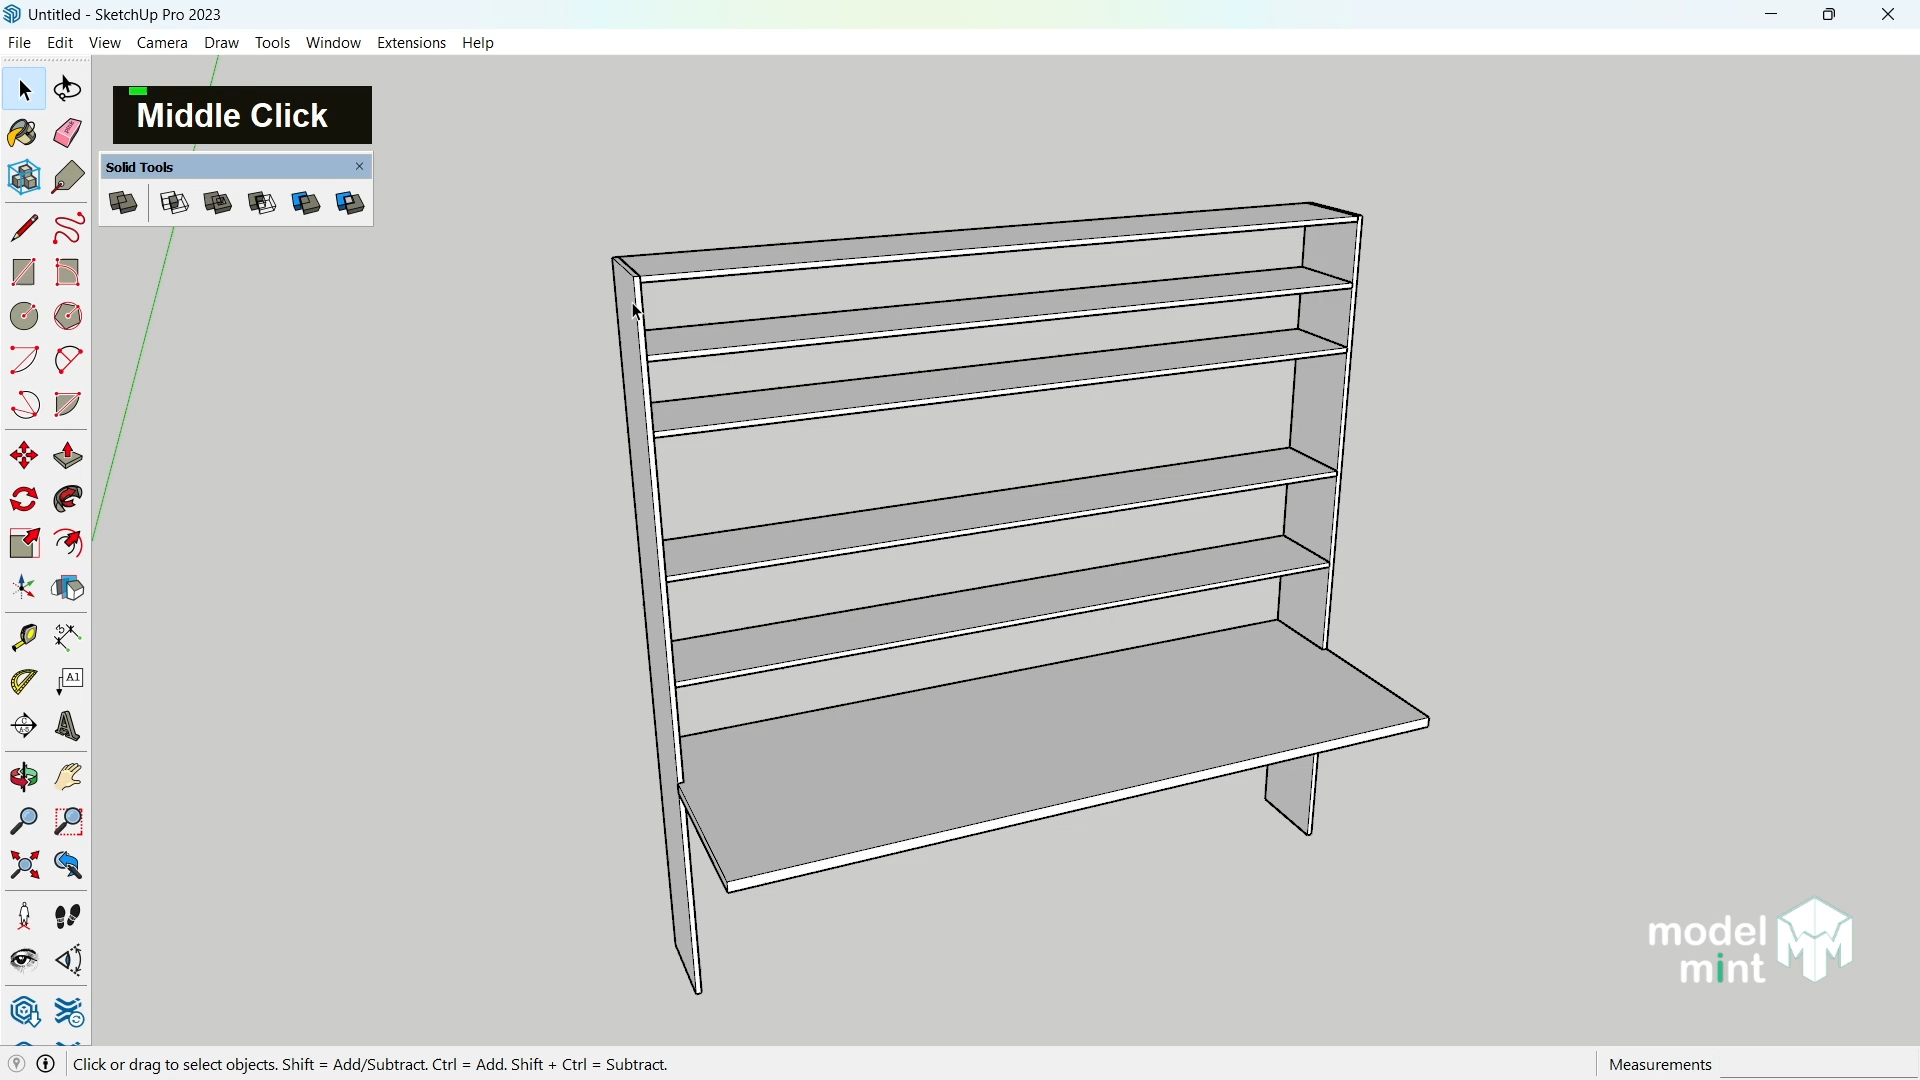 Untitled - SketchUp Pro 2023
File Edit View Camera Draw Tools Window Extensions Help
Middle Click
Solid Tools
A1
model
mint
Click or drag to select objects. Shift = Add/Subtract. Ctrl = Add. Shift + Ctrl = Subtract.
Measurements